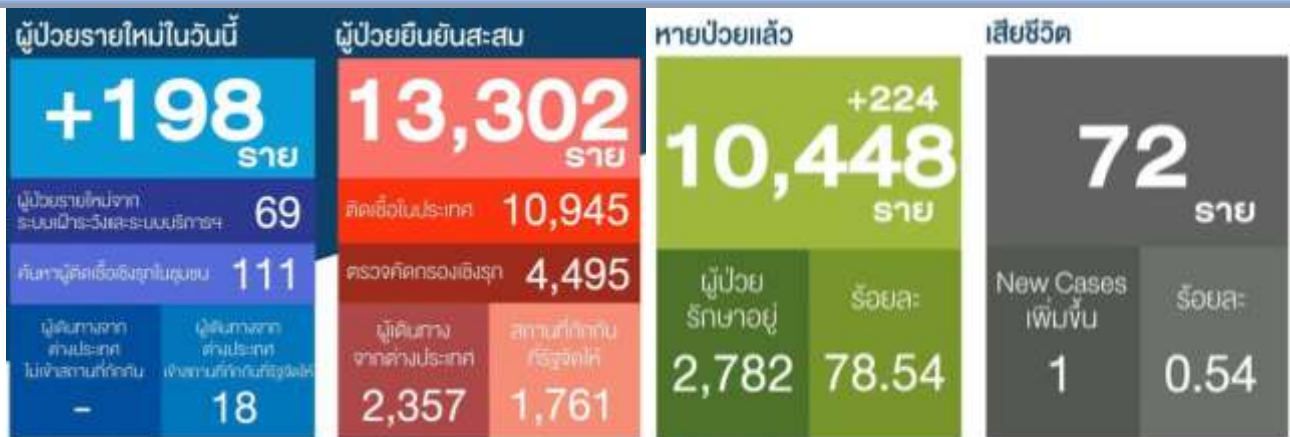 ผู้ป่วยรายใหม่ในวันนี้
+198
ราย
ผู้ป่วยรายใหม่จาก
ระบบเฝ้าระวังและระบบบริการฯ
69
ค้นหาผู้ติดเชื้อเชิงรุกในชุมชน
111
ผู้เดินทางจาก
ต่างประเทศ
ไม่เข้าสถานที่กักกัน
-
ผู้เดินทางจาก
ต่างประเทศ
เข้าสถานที่กักกันที่รัฐจัดให้
18
ผู้ป่วยยืนยันสะสม
13,302
ราย
ติดเชื้อในประเทศ 10,945
ตรวจคัดกรองเชิงรุก 4,495
ผู้เดินทาง
จากต่างประเทศ
2,357
สถานที่กักกัน
ที่รัฐจัดให้
1,761
หายป่วยแล้ว
+224
10,448
ราย
ผู้ป่วย
รักษาอยู่
2,782
ร้อยละ
78.54
เสียชีวิต
72
ราย
New Cases
เพิ่มขึ้น
1
ร้อยละ
0.54